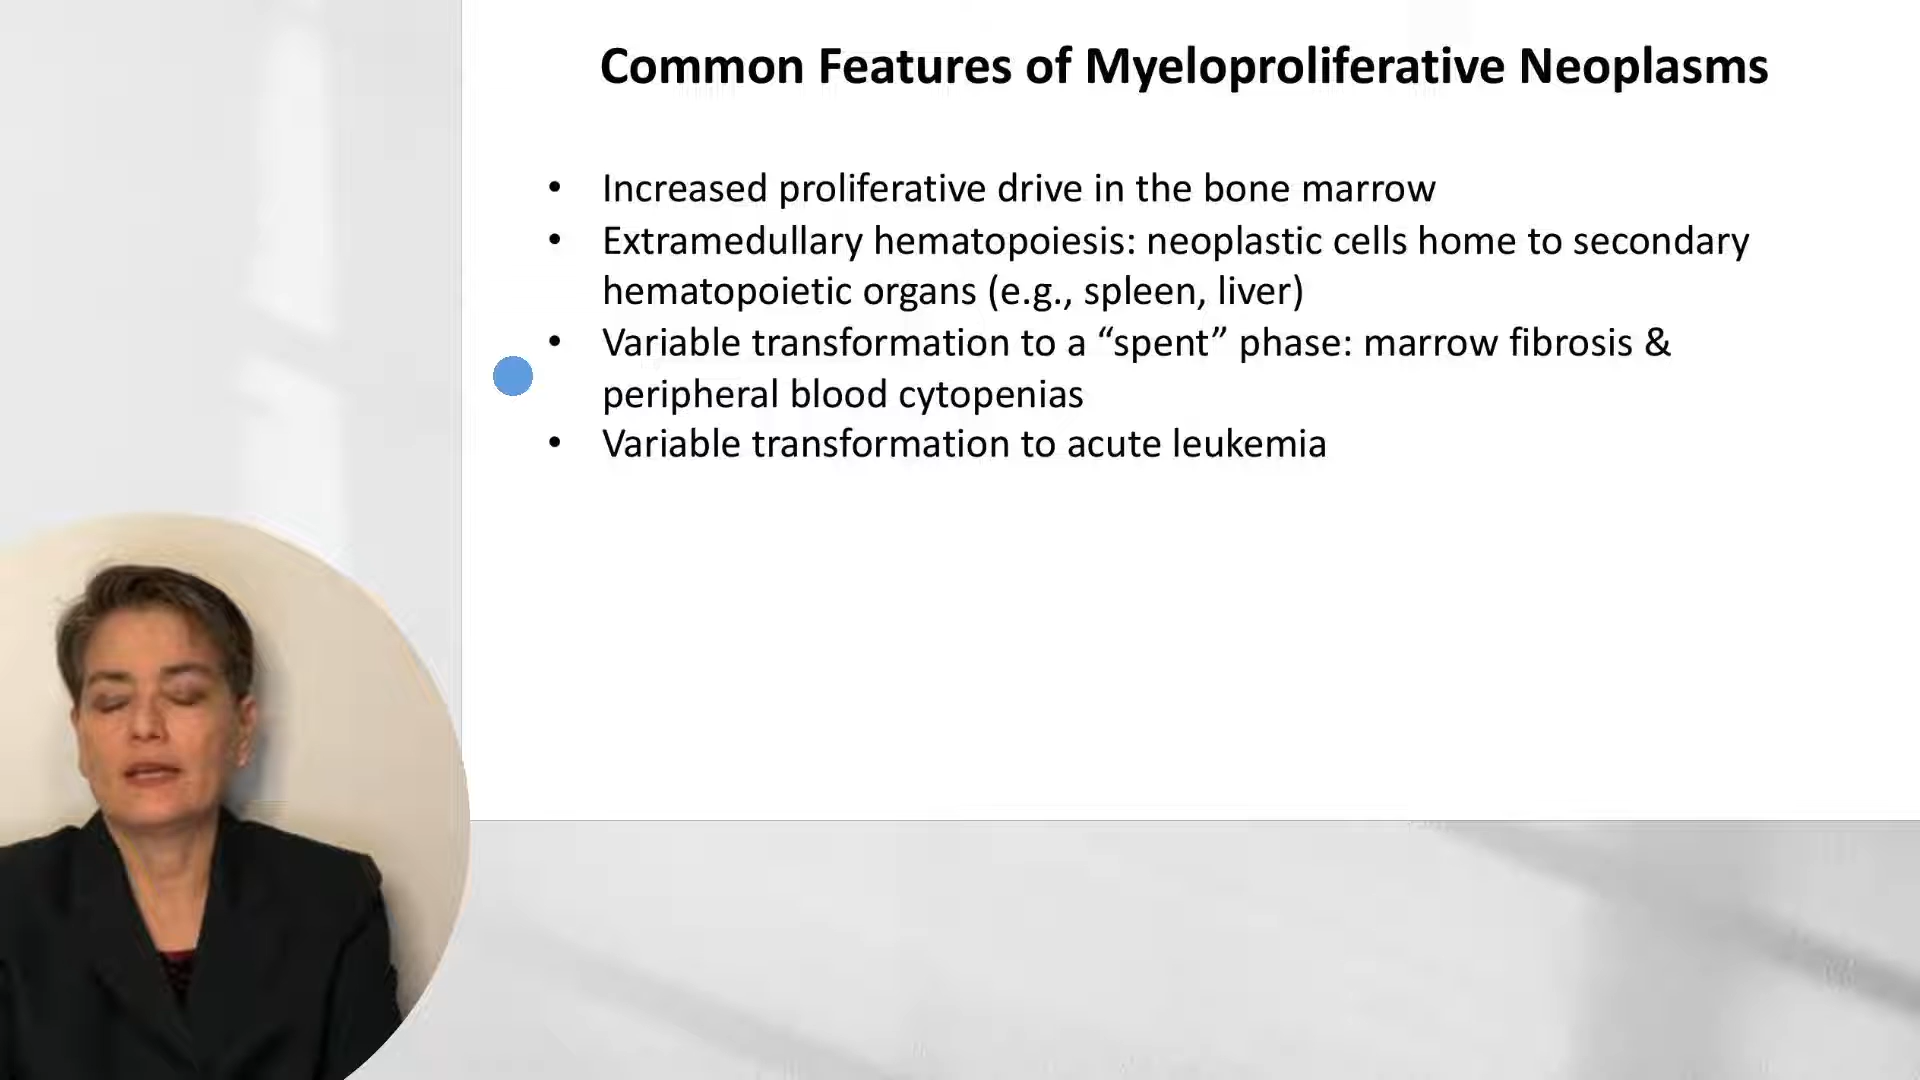 Common Features of Myeloproliferative Neoplasms
• Increased proliferative drive in the bone marrow
• Extramedullary hematopoiesis: neoplastic cells home to secondary
hematopoietic organs (e.g., spleen, liver)
• Variable transformation to a “spent” phase: marrow fibrosis &
peripheral blood cytopenias
• Variable transformation to acute leukemia